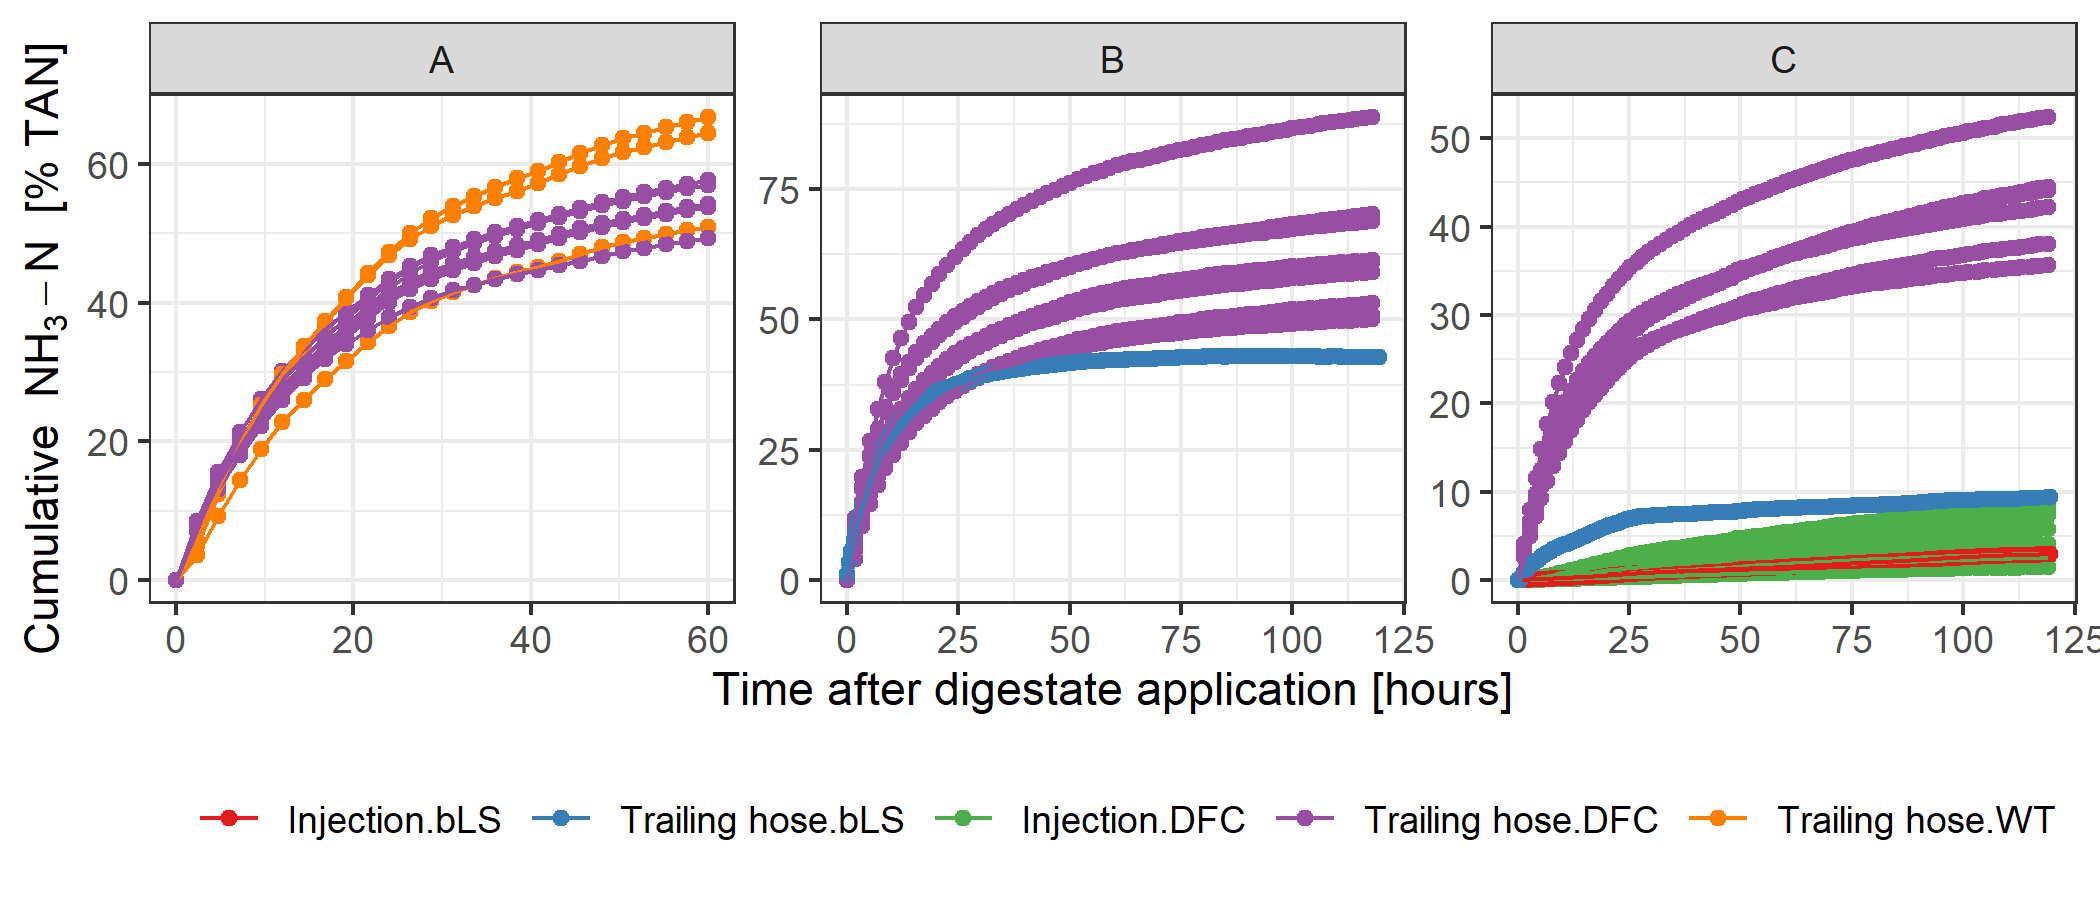 A B C
Cumulative NH3−N [% TAN]
60
40
20
0
75
50
25
0
50
40
30
20
10
0
0 20 40 60
0 25 50 75 100 125
0 25 50 75 100 125
Time after digestate application [hours]
Injection.bLS Trailing hose.bLS Injection.DFC Trailing hose.DFC Trailing hose.WT